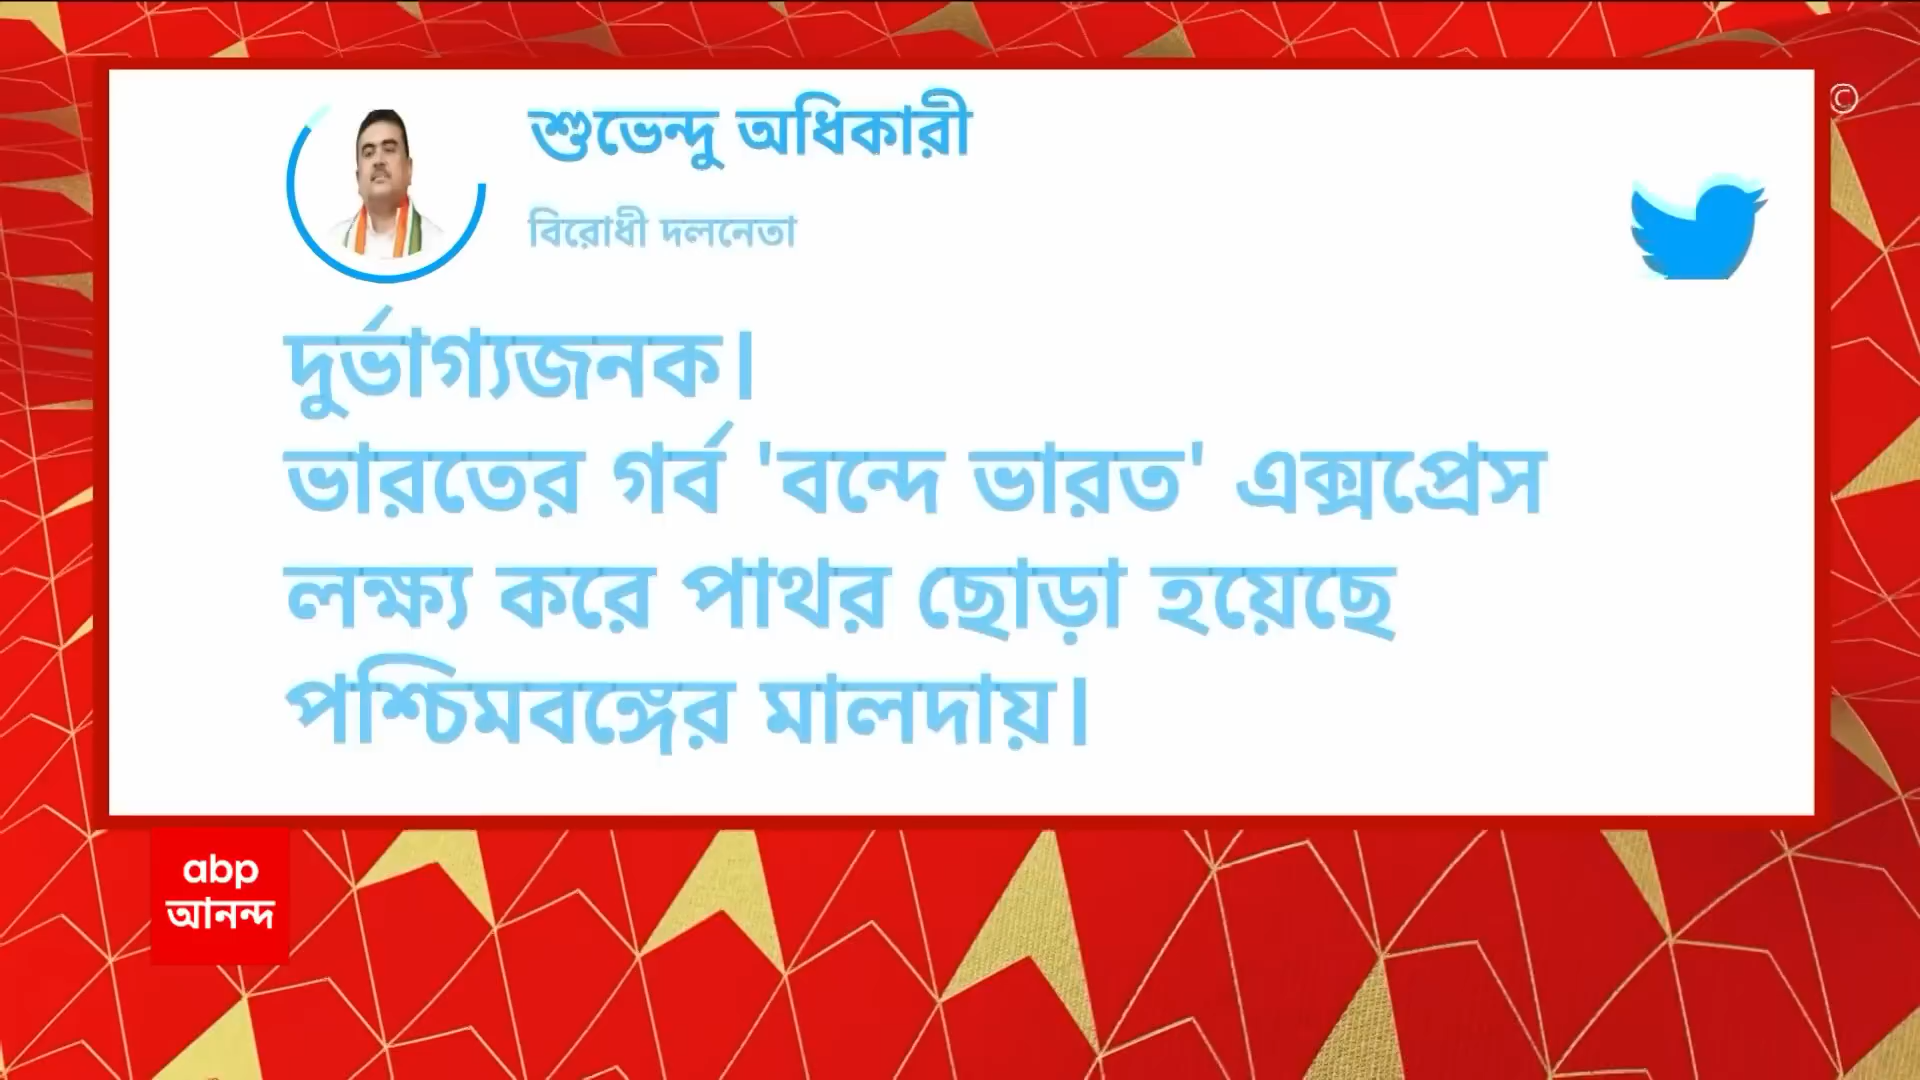 শুভেন্দু অধিকারী
বিরোধী দলনেতা
দুর্ভাগ্যজনক।
ভারতের গর্ব 'বন্দে ভারত' এক্সপ্রেস
লক্ষ্য করে পাথর ছোড়া হয়েছে
পশ্চিমবঙ্গের মালদায়।
©
abp
আনন্দ